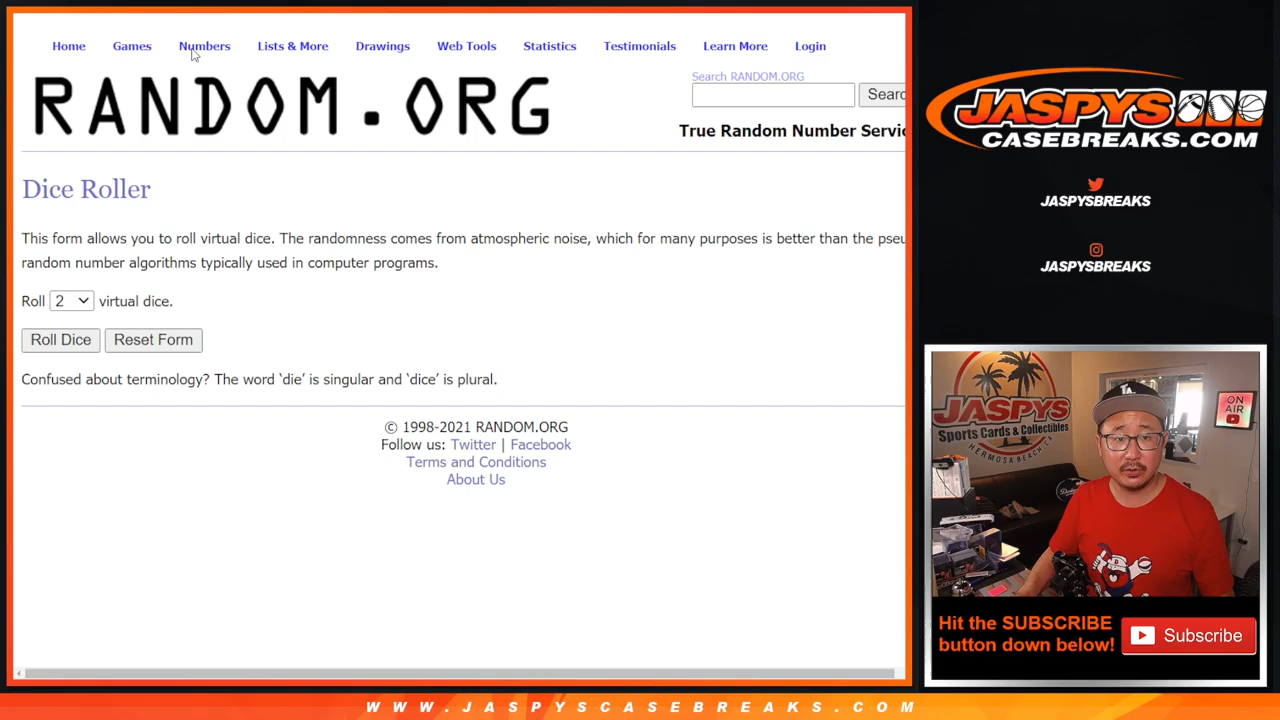 Home Games Numbers Lists & More Drawings Web Tools Statistics Testimonials Learn More Login
RANDOM.ORG
Search RANDOM.ORG
Searc
True Random Number Servic
Dice Roller
This form allows you to roll virtual dice. The randomness comes from atmospheric noise, which for many purposes is better than the pseu
random number algorithms typically used in computer programs.
Roll 2 virtual dice.
Roll Dice Reset Form
Confused about terminology? The word ‘die’ is singular and ‘dice’ is plural.
© 1998-2021 RANDOM.ORG
Follow us: Twitter | Facebook
Terms and Conditions
About Us
JASPYS
CASEBREAKS.COM
JASPYSBREAKS
JASPYSBREAKS
JASPYS
Sports Cards & Collectibles
HERMOSA BEACH, CA
ON
AIR
LA
Hit the SUBSCRIBE
button down below!
Subscribe
WWW.JASPYSCASEBREAKS.COM